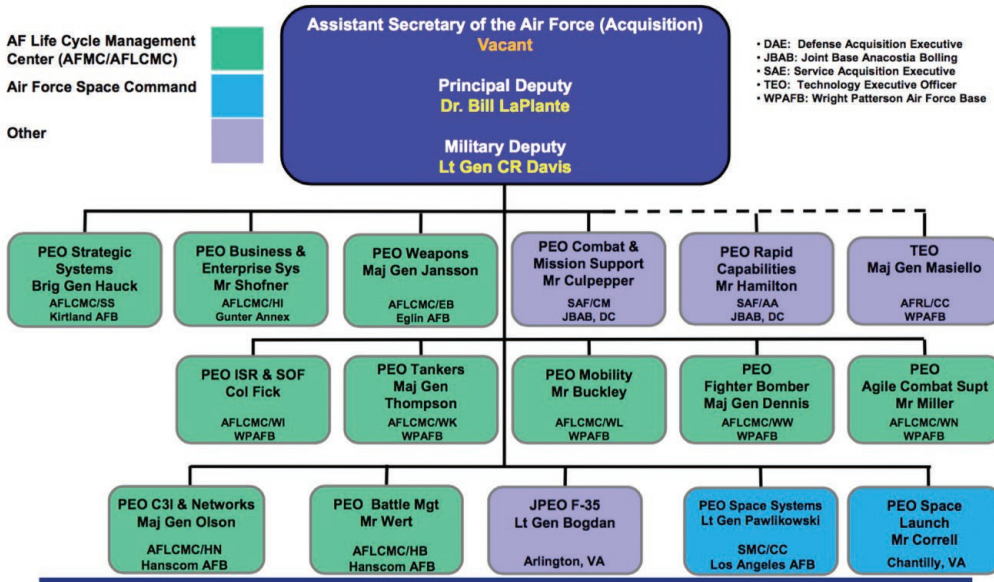 Assistant Secretary of the Air Force (Acquisition)
Vacant
Principal Deputy
Dr. Bill LaPlante
Military Deputy
Lt Gen CR Davis
AF Life Cycle Management
Center (AFMC/AFLCMC)
Air Force Space Command
Other
• DAE: Defense Acquisition Executive
• JBAB: Joint Base Anacostia Bolling
• SAE: Service Acquisition Executive
• TEO: Technology Executive Officer
• WPAFB: Wright Patterson Air Force Base
PEO Strategic
Systems
Brig Gen Hauck
AFLCMC/SS
Kirtland AFB
PEO Business &
Enterprise Sys
Mr Shofner
AFLCMC/HI
Gunter Annex
PEO Weapons
Maj Gen Jansson
AFLCMC/EB
Eglin AFB
PEO Combat &
Mission Support
Mr Culpepper
SAF/CM
JBAB, DC
PEO Rapid
Capabilities
Mr Hamilton
SAF/AA
JBAB, DC
TEO
Maj Gen Masiello
AFRL/CC
WPAFB
PEO ISR & SOF
Col Fick
AFLCMC/WI
WPAFB
PEO Tankers
Maj Gen
Thompson
AFLCMC/WK
WPAFB
PEO Mobility
Mr Buckley
AFLCMC/WL
WPAFB
PEO
Fighter Bomber
Maj Gen Dennis
AFLCMC/WW
WPAFB
PEO
Agile Combat Supt
Mr Miller
AFLCMC/WN
WPAFB
PEO C3I & Networks
Maj Gen Olson
AFLCMC/HN
Hanscom AFB
PEO Battle Mgt
Mr Wert
AFLCMC/HB
Hanscom AFB
JPEO F-35
Lt Gen Bogdan
Arlington, VA
PEO Space Systems
Lt Gen Pawlikowski
SMC/CC
Los Angeles AFB
PEO Space
Launch
Mr Correll
Chantilly, VA